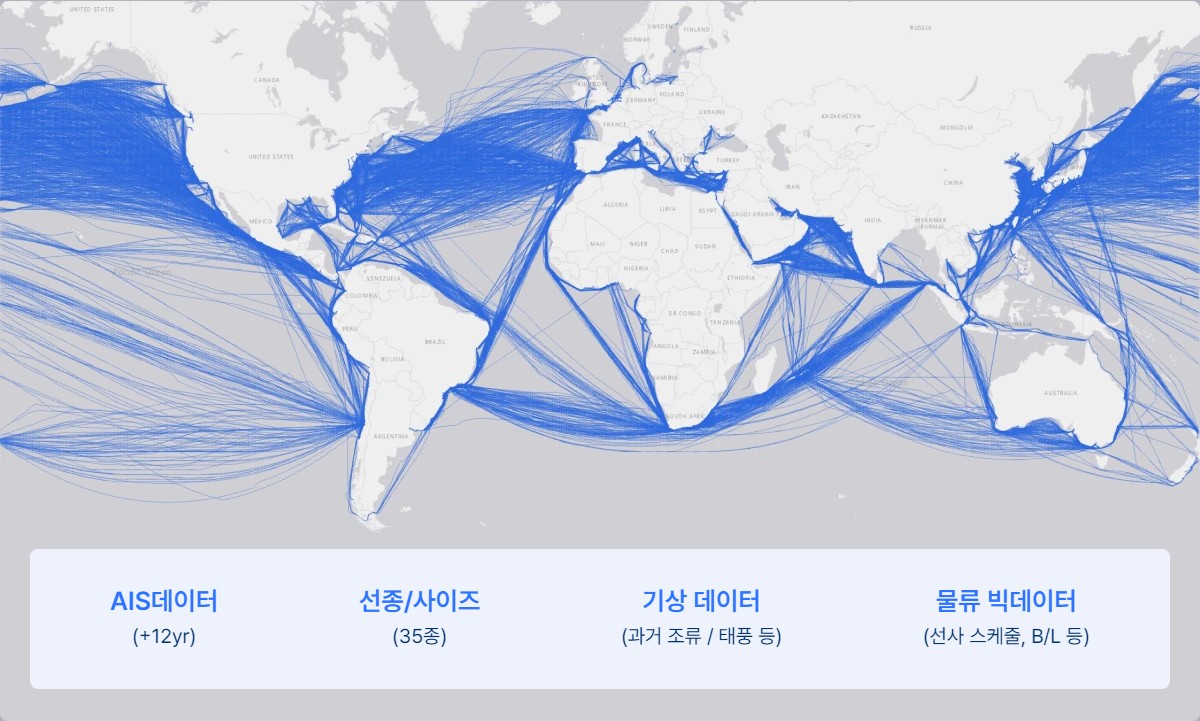 UNITED STATES
SWEDEN
FINLAND
NORWAY
RUSSIA
CANADA
UNITED
KINGDOM
POLAND
GERMANY
UKRAINE
FRANCE
KAZAKHSTAN
MONGOLIA
UNITED STATES
TURKEY
CHINA
IRAN
ALGERIA
LIBYA
EGYPT
SAUDI ARABIA
INDIA
MYANMAR
BURMA)
MÉXICO
MALI
NIGER
CHAD
SUDAN
NIGERIA
ETHIOPIA
VENEZUELA
COLOMBIA
DR CONGO
TANZANIA
PERU
BRAZIL
ANGOLA
ZAMBIA
BOLIVIA
NAMIBIA
AUSTRALIA
SOUTH AFRICA
ARGENTINA
AIS데이터
(+12yr)
선종/사이즈
(35종)
기상 데이터
(과거 조류 / 태풍 등)
물류 빅데이터
(선사 스케줄, B/L 등)